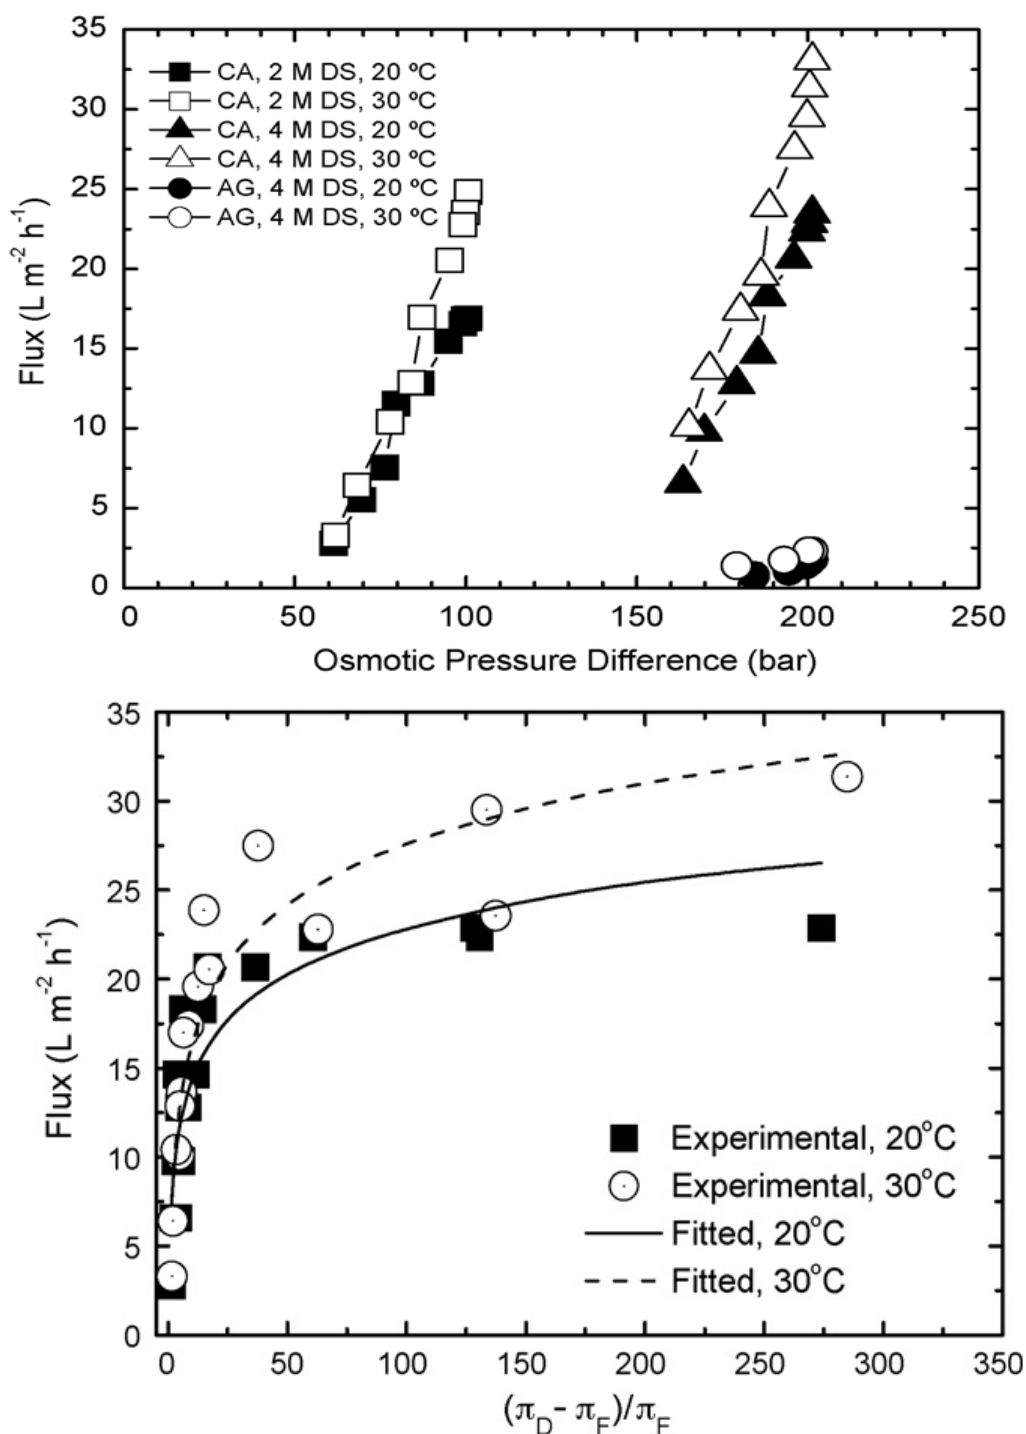 35
30
25
20
15
10
5
0
Flux (L m⁻² h⁻¹)
CA, 2 M DS, 20 ºC
CA, 2 M DS, 30 ºC
CA, 4 M DS, 20 ºC
CA, 4 M DS, 30 ºC
AG, 4 M DS, 20 ºC
AG, 4 M DS, 30 ºC
0 50 100 150 200 250
Osmotic Pressure Difference (bar)
35
30
25
20
15
10
5
0
Flux (L m⁻² h⁻¹)
Experimental, 20°C
Experimental, 30°C
Fitted, 20°C
Fitted, 30°C
0 50 100 150 200 250 300 350
(π_D - π_F)/π_F